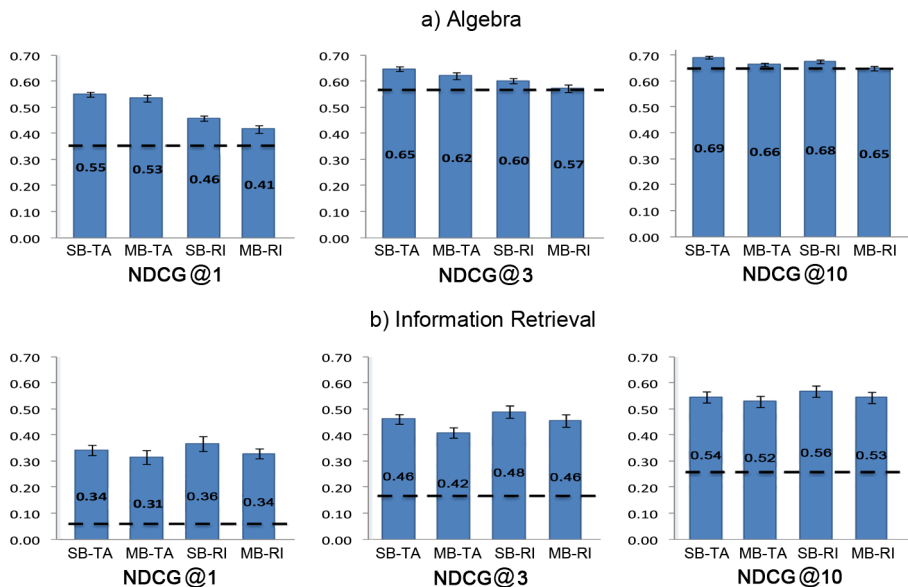 a) Algebra
0.70 0.70 0.70
0.60 0.60 0.60
0.50 0.50 0.50
0.40 0.40 0.40
0.30 0.30 0.30
0.20 0.20 0.20
0.10 0.10 0.10
0.00 0.00 0.00
0.55 0.53 0.46 0.41 0.65 0.62 0.60 0.57 0.69 0.66 0.68 0.65
SB-TA MB-TA SB-RI MB-RI SB-TA MB-TA SB-RI MB-RI SB-TA MB-TA SB-RI MB-RI
NDCG@1 NDCG@3 NDCG@10
b) Information Retrieval
0.70 0.70 0.70
0.60 0.60 0.60
0.50 0.50 0.50
0.40 0.40 0.40
0.30 0.30 0.30
0.20 0.20 0.20
0.10 0.10 0.10
0.00 0.00 0.00
0.34 0.31 0.36 0.34 0.46 0.42 0.48 0.46 0.54 0.52 0.56 0.53
SB-TA MB-TA SB-RI MB-RI SB-TA MB-TA SB-RI MB-RI SB-TA MB-TA SB-RI MB-RI
NDCG@1 NDCG@3 NDCG@10